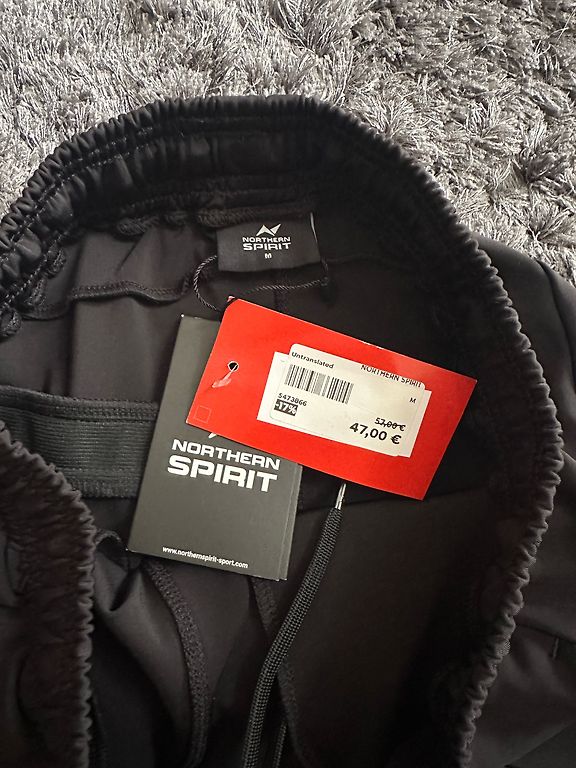 NORTHERN
SPIRIT
M
Untranslated
NORTHERN SPIRIT
5473866
M
-17%
57,00 €
47,00 €
NORTHERN
SPIRIT
www.northernspirit-sport.com